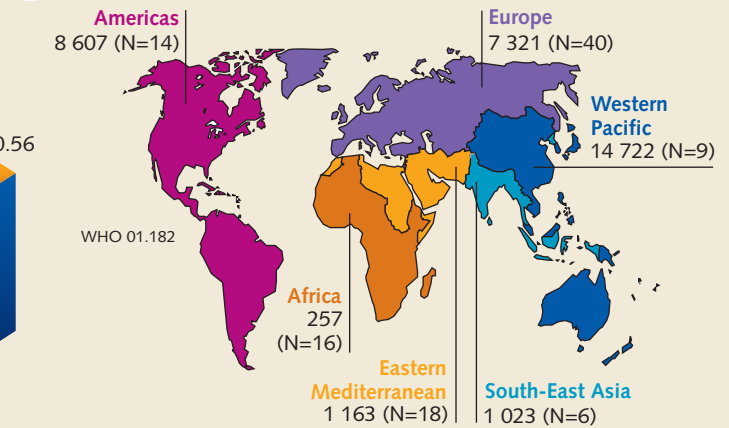 Americas
8 607 (N=14)
Europe
7 321 (N=40)
Western
Pacific
14 722 (N=9)
0.56
WHO 01.182
Africa
257
(N=16)
Eastern
Mediterranean
1 163 (N=18)
South-East Asia
1 023 (N=6)